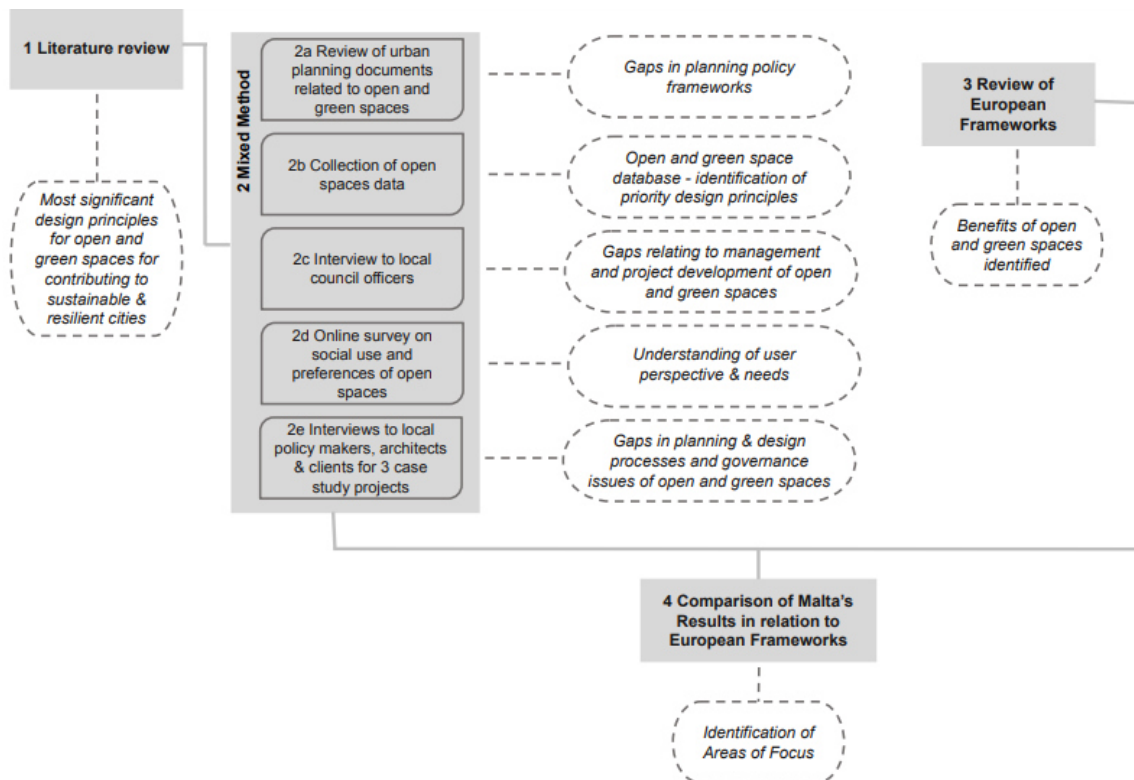 1 Literature review
Most significant
design principles
for open and
green spaces for
contributing to
sustainable &
resilient cities
2 Mixed Method
2a Review of urban
planning documents
related to open and
green spaces
Gaps in planning policy
frameworks
2b Collection of open
spaces data
Open and green space
database - identification of
priority design principles
2c Interview to local
council officers
Gaps relating to management
and project development of open
and green spaces
2d Online survey on
social use and
preferences of open
spaces
Understanding of user
perspective & needs
2e Interviews to local
policy makers, architects
& clients for 3 case
study projects
Gaps in planning & design
processes and governance
issues of open and green spaces
3 Review of
European
Frameworks
Benefits of open
and green spaces
identified
4 Comparison of Malta's
Results in relation to
European Frameworks
Identification of
Areas of Focus